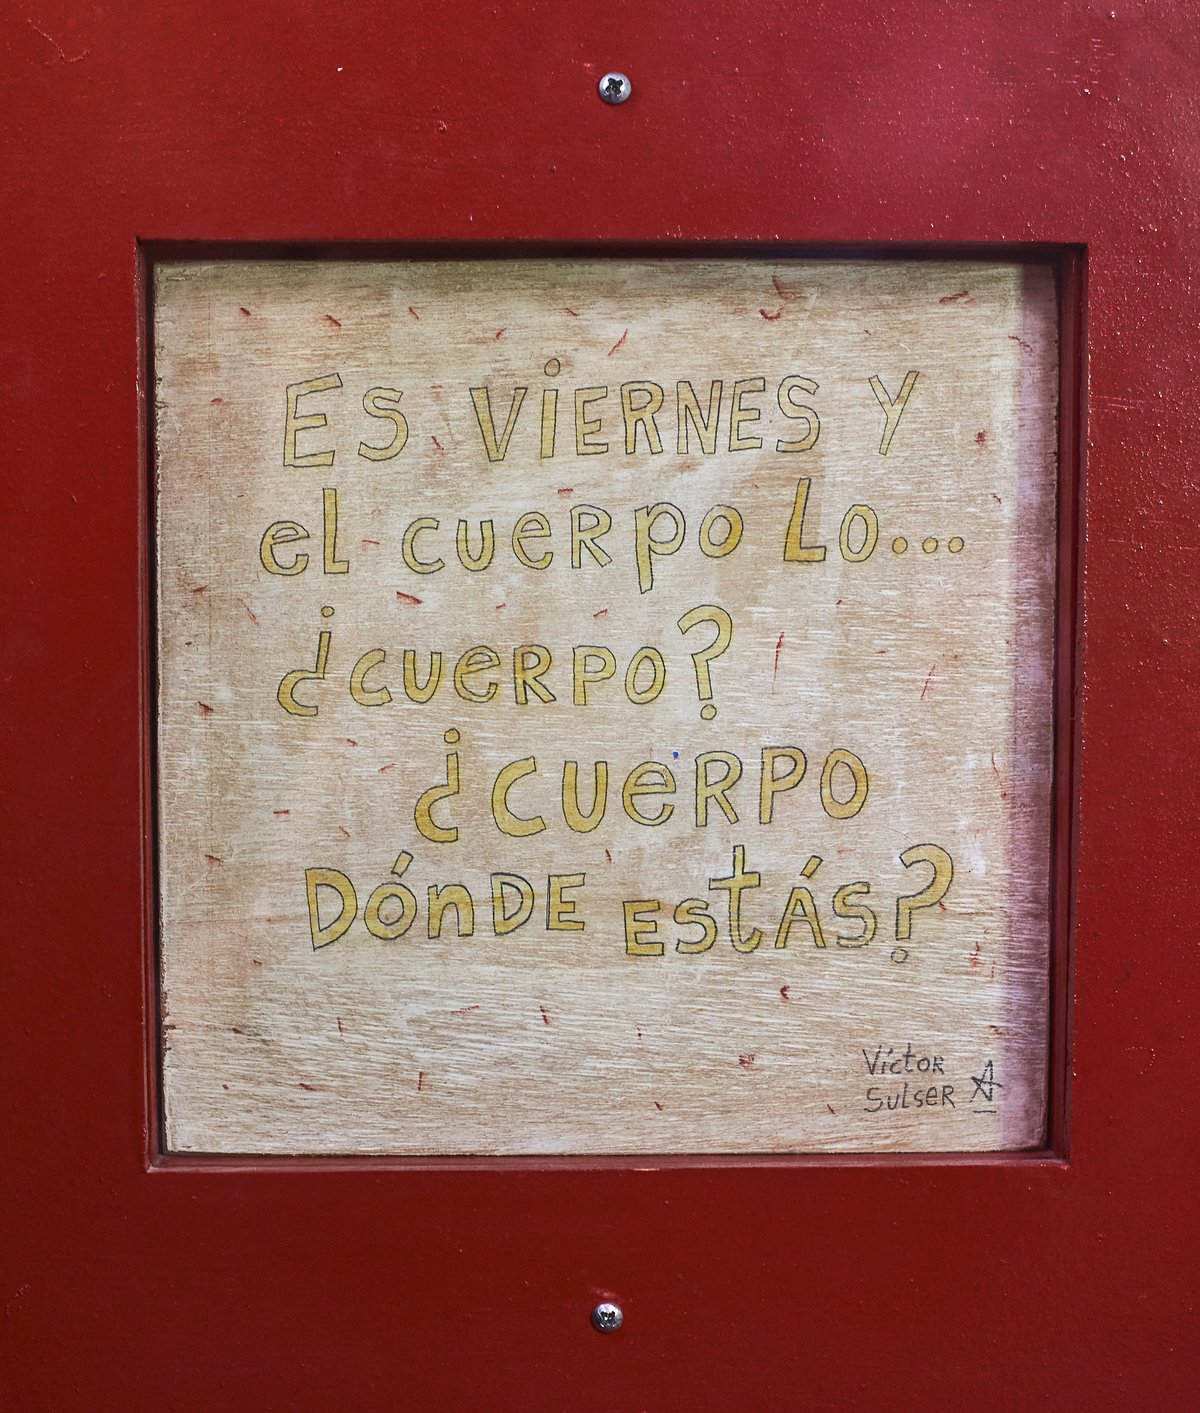 Es viernes y
el cuerpo lo...
¿cuerpo?
¿cuerpo
dónde estás?
Víctor
Sulser